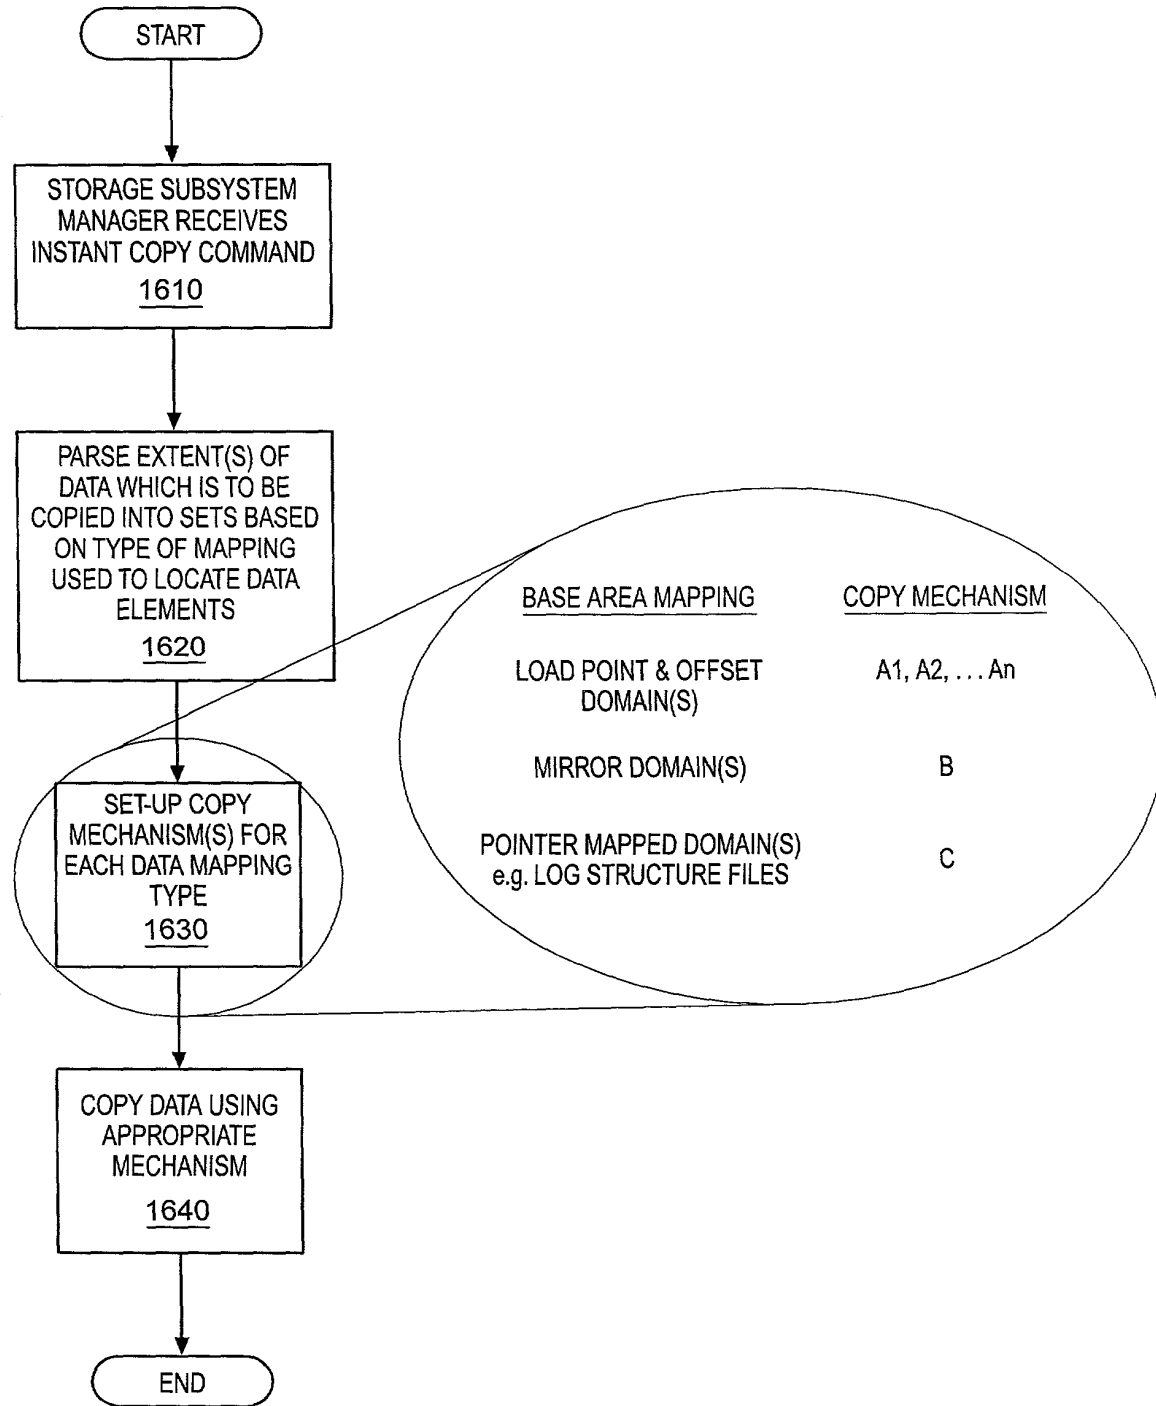 START
STORAGE SUBSYSTEM
MANAGER RECEIVES
INSTANT COPY COMMAND
1610
PARSE EXTENT(S) OF
DATA WHICH IS TO BE
COPIED INTO SETS BASED
ON TYPE OF MAPPING
USED TO LOCATE DATA
ELEMENTS
1620
SET-UP COPY
MECHANISM(S) FOR
EACH DATA MAPPING
TYPE
1630
BASE AREA MAPPING COPY MECHANISM
LOAD POINT & OFFSET A1, A2, . . . An
DOMAIN(S)
MIRROR DOMAIN(S) B
POINTER MAPPED DOMAIN(S) C
e.g. LOG STRUCTURE FILES
COPY DATA USING
APPROPRIATE
MECHANISM
1640
END